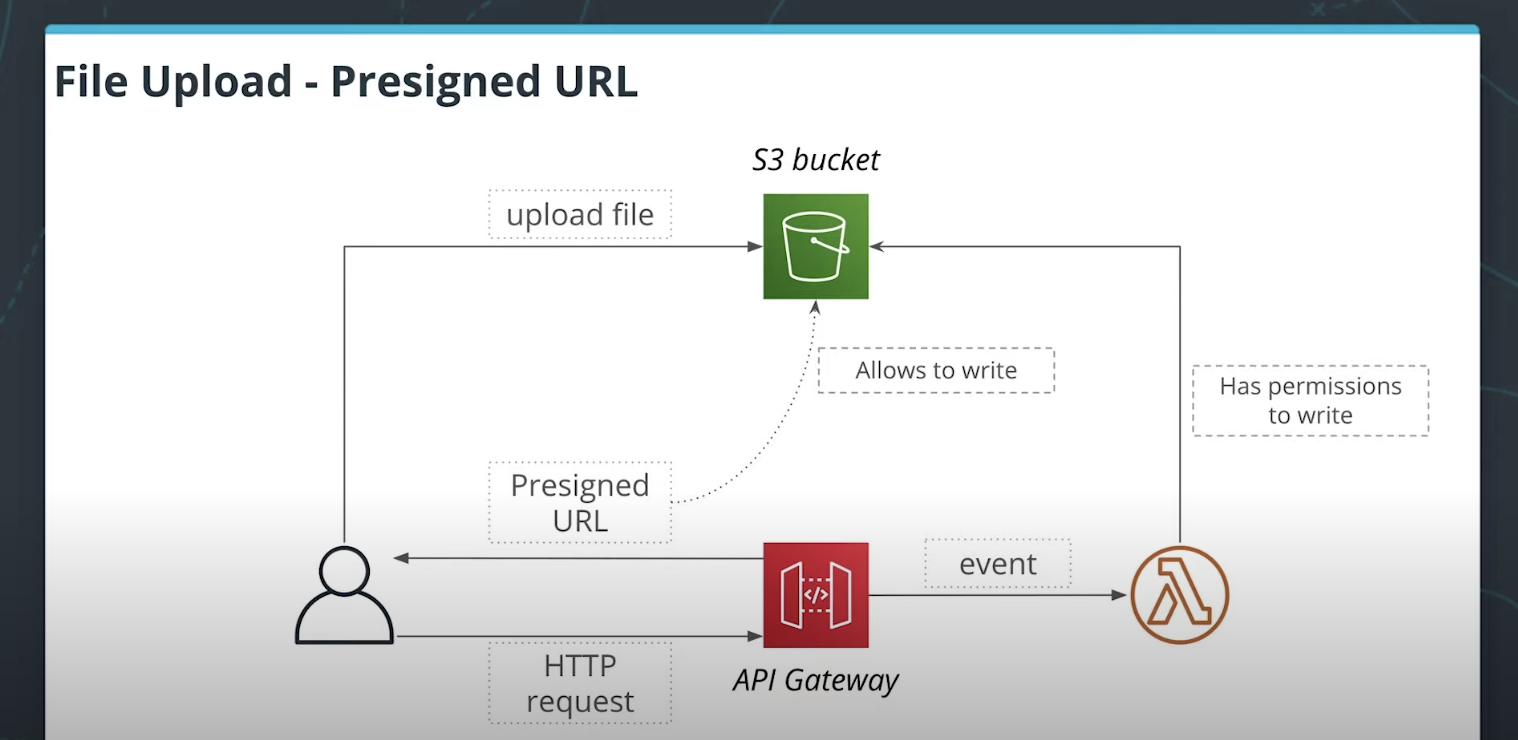 File Upload - Presigned URL
S3 bucket
upload file
Allows to write
Has permissions
to write
Presigned
URL
event
</>
HTTP
request
API Gateway